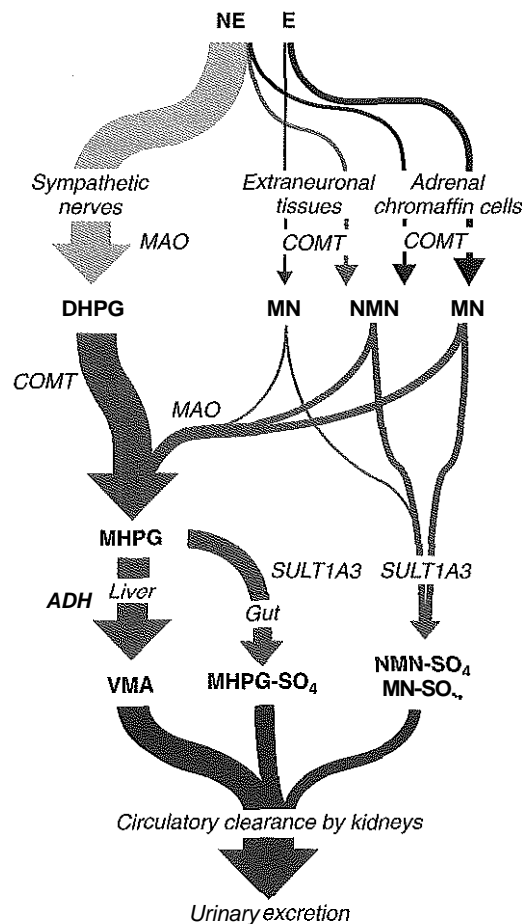 NE E
Sympathetic nerves
Extraneuronal tissues
Adrenal chromaffin cells
MAO
COMT
COMT
DHPG
MN
NMN
MN
COMT
MAO
MHPG
SULT1A3
SULT1A3
ADH
Liver
Gut
VMA
MHPG-SO₄
NMN-SO₄
MN-SO
Circulatory clearance by kidneys
Urinary excretion